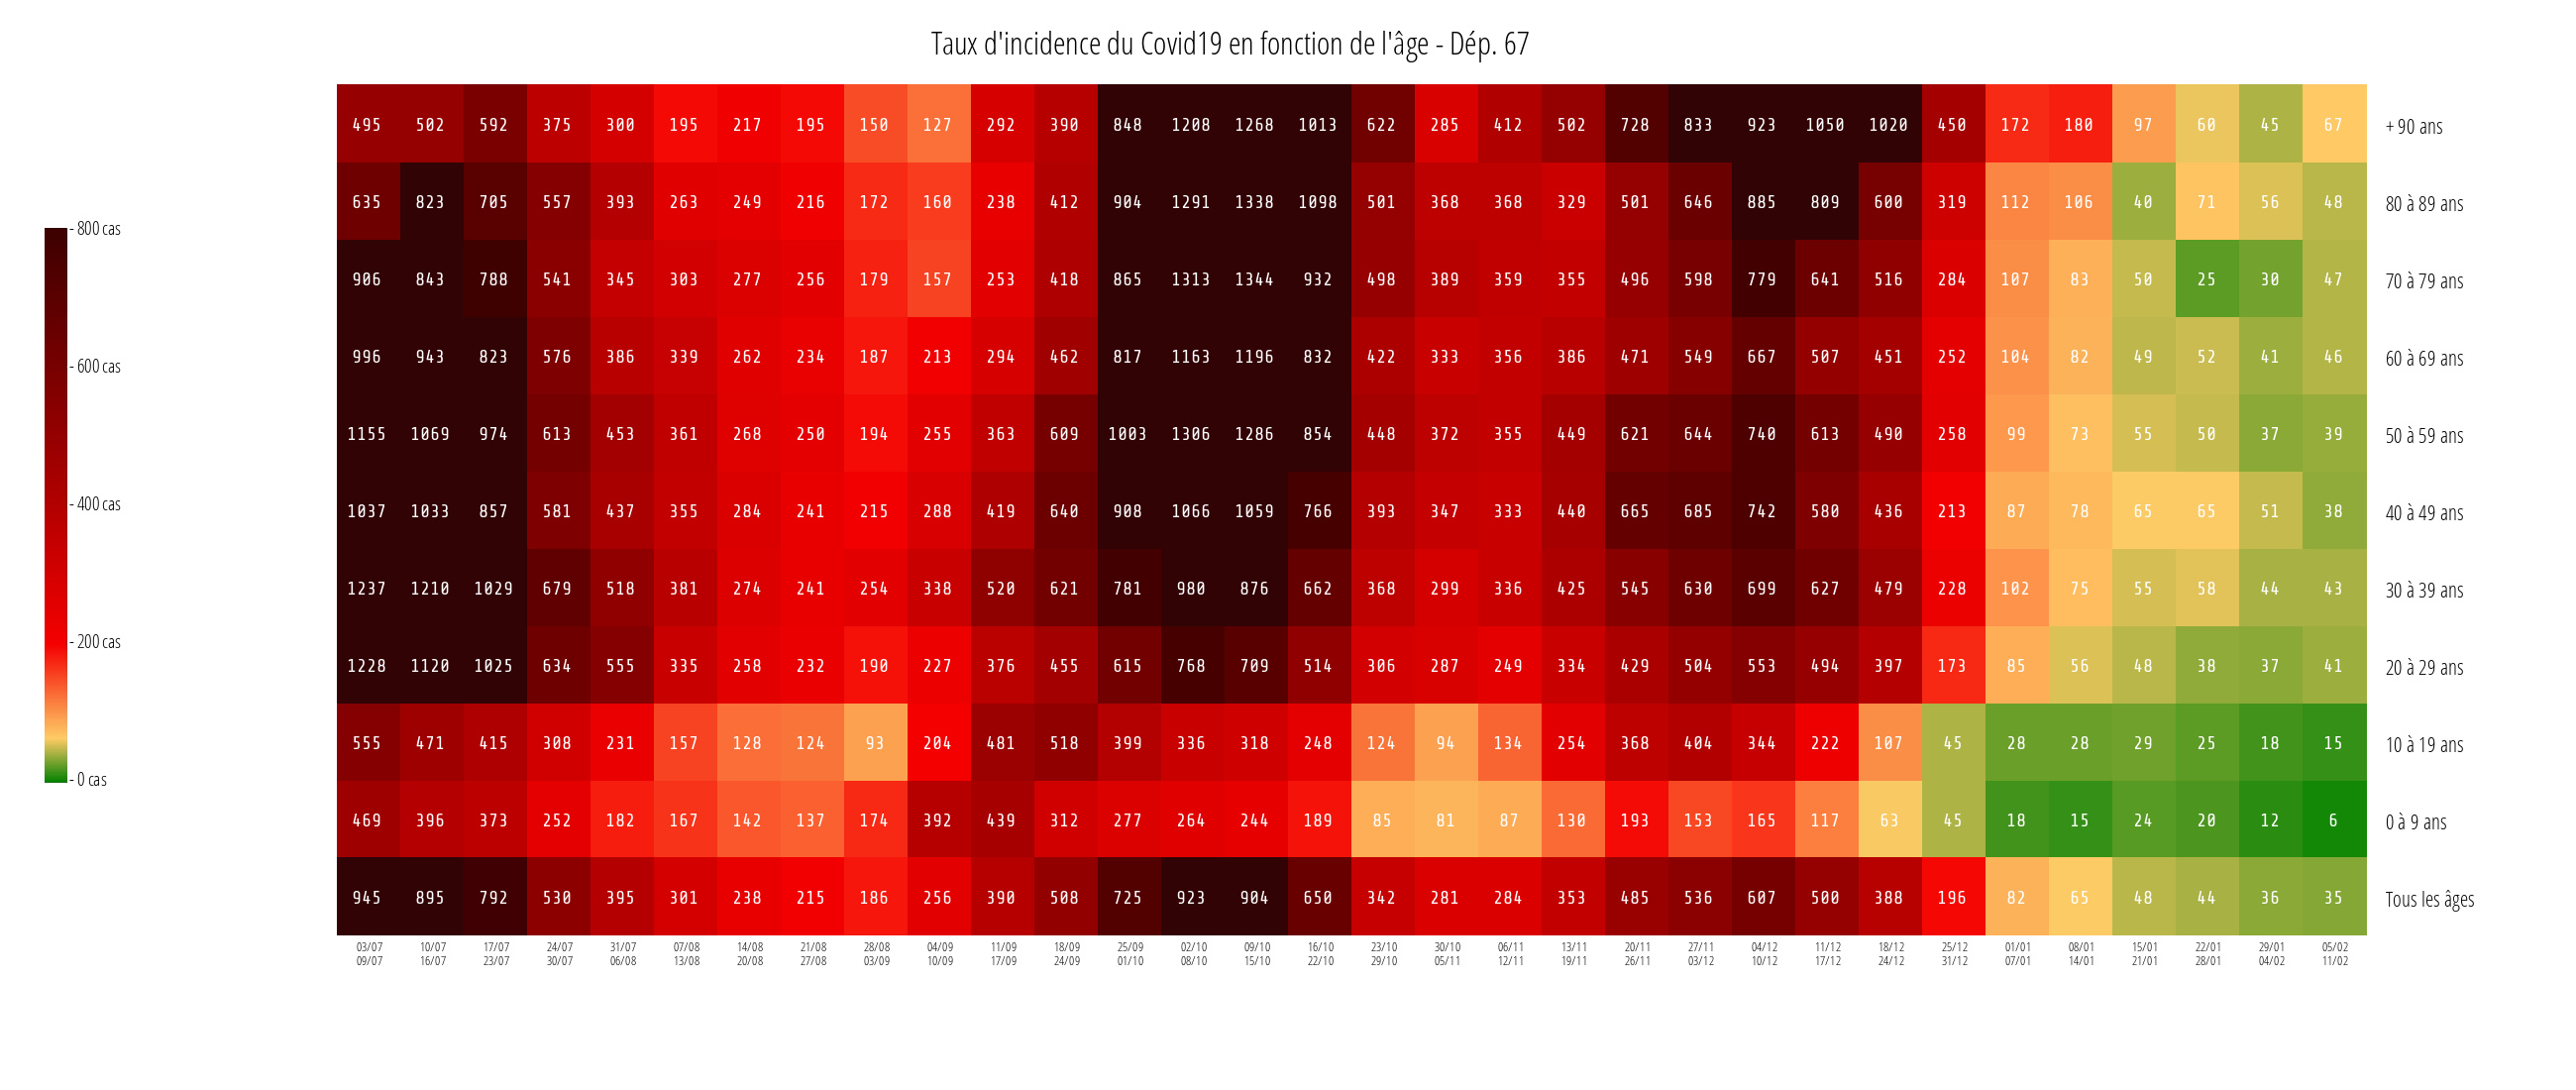 Taux d'incidence du Covid19 en fonction de l'âge - Dép. 67
- 800 cas
- 600 cas
- 400 cas
- 200 cas
- 0 cas
495 502 592 375 300 195 217 195 150 127 292 390 848 1208 1268 1013 622 285 412 502 728 833 923 1050 1020 450 172 180 97 60 45 67 + 90 ans
635 823 705 557 393 263 249 216 172 160 238 412 904 1291 1338 1098 501 368 368 329 501 646 885 809 600 319 112 106 40 71 56 48 80 à 89 ans
906 843 788 541 345 303 277 256 179 157 253 418 865 1313 1344 932 498 389 359 355 496 598 779 641 516 284 107 83 50 25 30 47 70 à 79 ans
996 943 823 576 386 339 262 234 187 213 294 462 817 1163 1196 832 422 333 356 386 471 549 667 507 451 252 104 82 49 52 41 46 60 à 69 ans
1155 1069 974 613 453 361 268 250 194 255 363 609 1003 1306 1286 854 448 372 355 449 621 644 740 613 490 258 99 73 55 50 37 39 50 à 59 ans
1037 1033 857 581 437 355 284 241 215 288 419 640 908 1066 1059 766 393 347 333 440 665 685 742 580 436 213 87 78 65 65 51 38 40 à 49 ans
1237 1210 1029 679 518 381 274 241 254 338 520 621 781 980 876 662 368 299 336 425 545 630 699 627 479 228 102 75 55 58 44 43 30 à 39 ans
1228 1120 1025 634 555 335 258 232 190 227 376 455 615 768 709 514 306 287 249 334 429 504 553 494 397 173 85 56 48 38 37 41 20 à 29 ans
555 471 415 308 231 157 128 124 93 204 481 518 399 336 318 248 124 94 134 254 368 404 344 222 107 45 28 28 29 25 18 15 10 à 19 ans
469 396 373 252 182 167 142 137 174 392 439 312 277 264 244 189 85 81 87 130 193 153 165 117 63 45 18 15 24 20 12 6 0 à 9 ans
945 895 792 530 395 301 238 215 186 256 390 508 725 923 904 650 342 281 284 353 485 536 607 500 388 196 82 65 48 44 36 35 Tous les âges
03/07 10/07 17/07 24/07 31/07 07/08 14/08 21/08 28/08 04/09 11/09 18/09 25/09 02/10 09/10 16/10 23/10 30/10 06/11 13/11 20/11 27/11 04/12 11/12 18/12 25/12 01/01 08/01 15/01 22/01 29/01 05/02
09/07 16/07 23/07 30/07 06/08 13/08 20/08 27/08 03/09 10/09 17/09 24/09 01/10 08/10 15/10 22/10 29/10 05/11 12/11 19/11 26/11 03/12 10/12 17/12 24/12 31/12 07/01 14/01 21/01 28/01 04/02 11/02